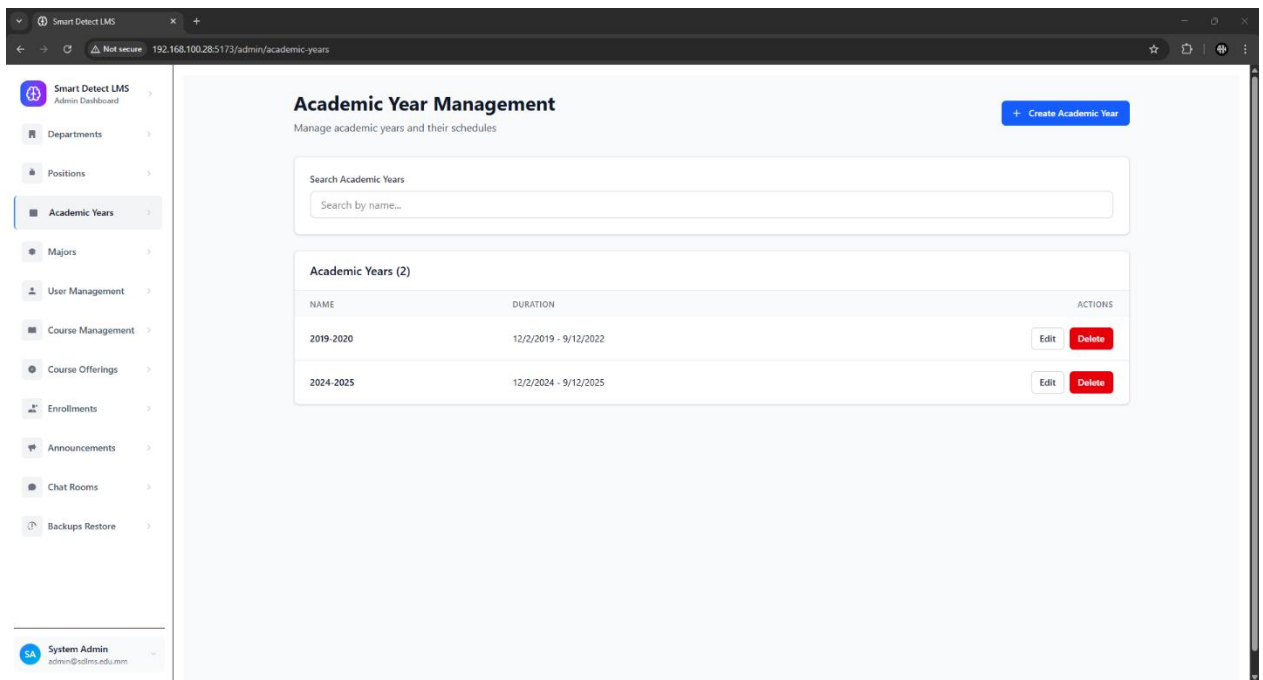 Smart Detect LMS
Not secure 192.168.100.28:5173/admin/academic-years
Smart Detect LMS
Admin Dashboard
Departments
Positions
Academic Years
Majors
User Management
Course Management
Course Offerings
Enrollments
Announcements
Chat Rooms
Backups Restore
SA
System Admin
admin@sdlms.edu.mm
Academic Year Management
Manage academic years and their schedules
+ Create Academic Year
Search Academic Years
Search by name...
Academic Years (2)
NAME DURATION ACTIONS
2019-2020 12/2/2019 - 9/12/2022 Edit Delete
2024-2025 12/2/2024 - 9/12/2025 Edit Delete